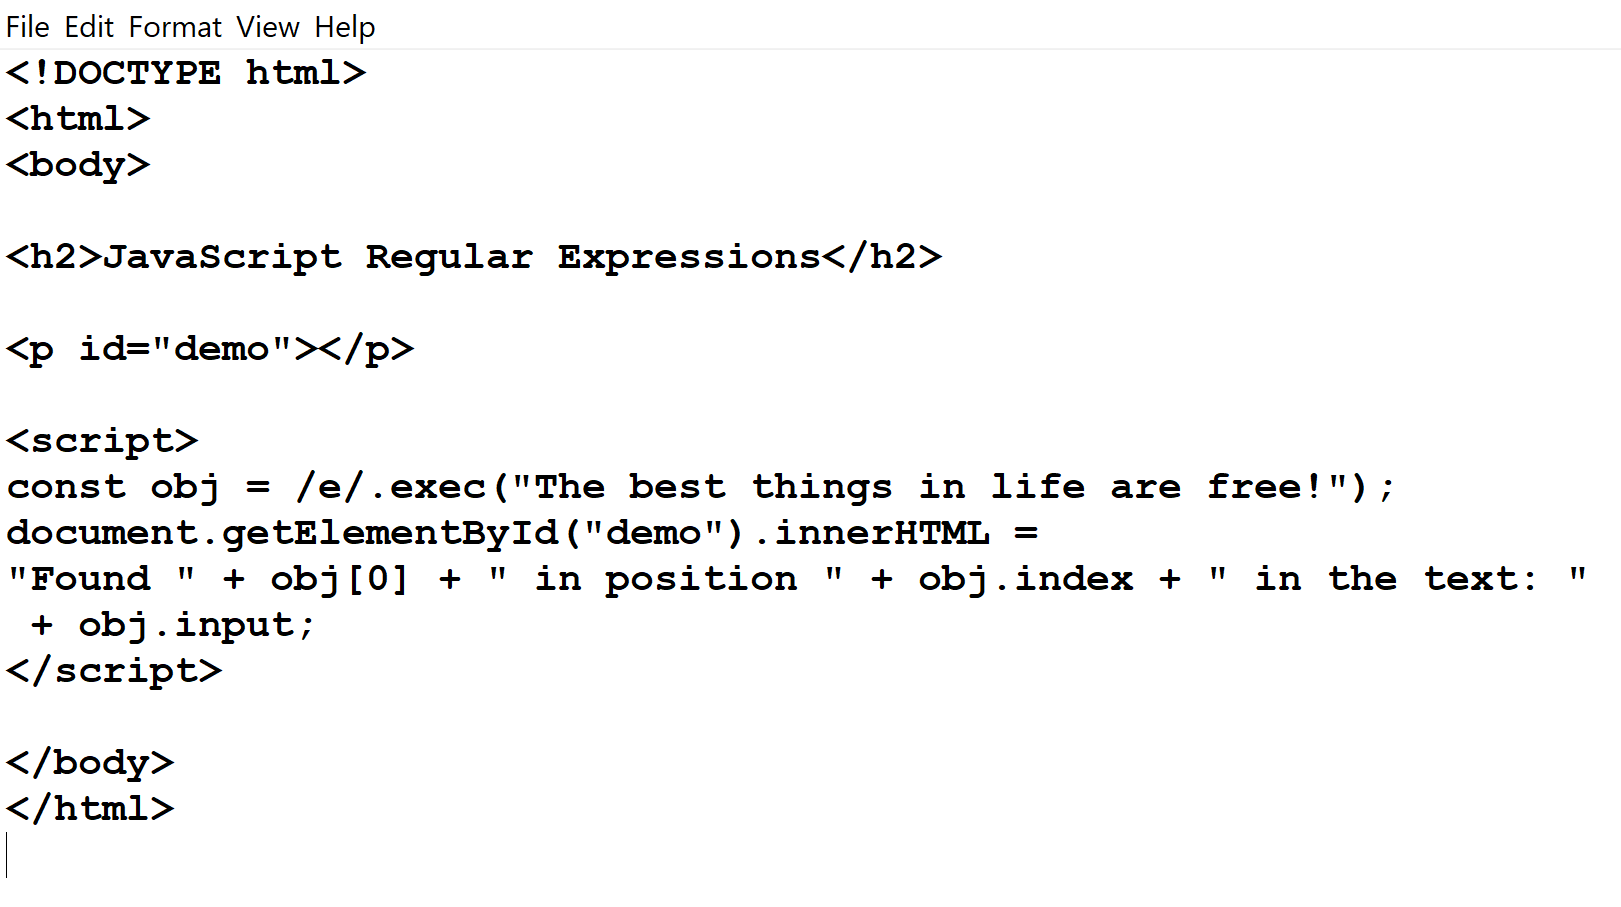 File Edit Format View Help
<!DOCTYPE html>
<html>
<body>
<h2>JavaScript Regular Expressions</h2>
<p id="demo"></p>
<script>
const obj = /e/.exec("The best things in life are free!");
document.getElementById("demo").innerHTML =
"Found " + obj[0] + " in position " + obj.index + " in the text: "
 + obj.input;
</script>
</body>
</html>